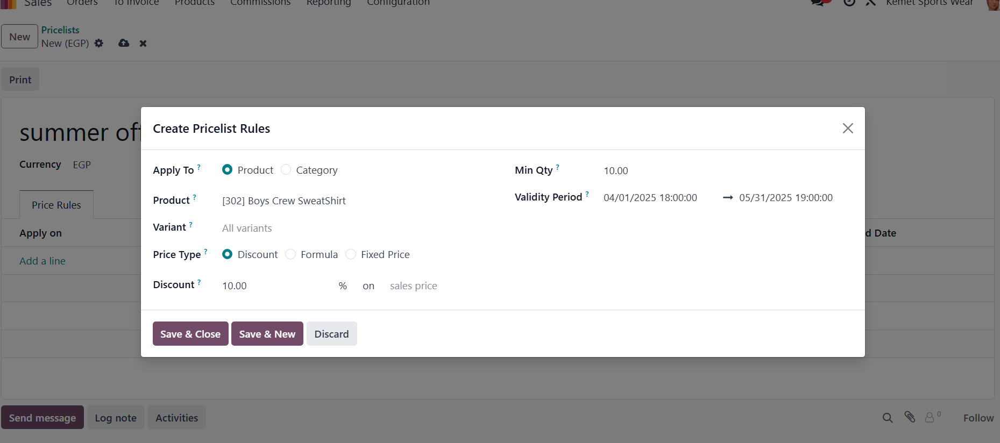 Sales Orders To Invoice Products Commissions Reporting Configuration Kemet Sports Wear
New
Pricelists
New (EGP)
Print
summer off
Currency EGP
Price Rules
Apply on
d Date
Add a line
Create Pricelist Rules
Apply To ? Product Category
Product ? [302] Boys Crew SweatShirt
Variant ? All variants
Price Type ? Discount Formula Fixed Price
Discount ? 10.00 % on sales price
Min Qty ? 10.00
Validity Period ? 04/01/2025 18:00:00 → 05/31/2025 19:00:00
Save & Close Save & New Discard
Send message Log note Activities 0 Follow